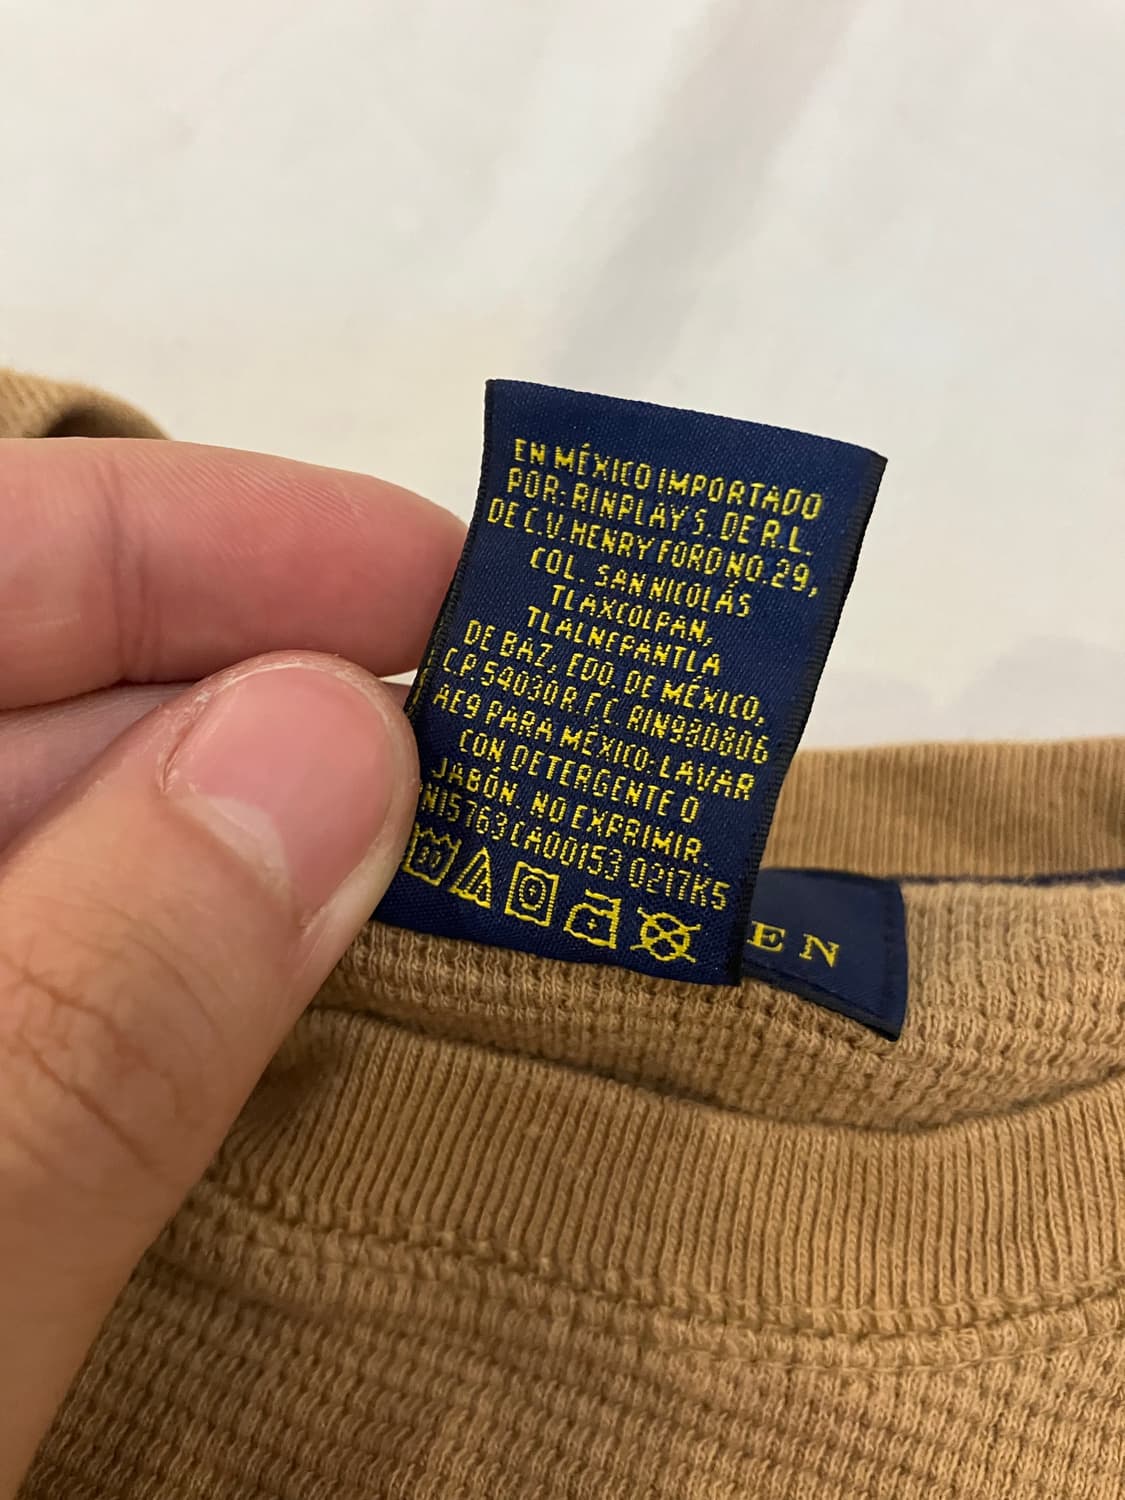 EN MÉXICO IMPORTADO
POR: RINPLAY S. DE R.L.
DE C.V. HENRY FORD NO. 29,
COL. SAN NICOLÁS
TLAXCOLPAN,
TLALNEPANTLA
DE BAZ, EDO. DE MÉXICO,
C.P. 54030 R.F.C. RIN980806
AE9 PARA MÉXICO: LAVAR
CON DETERGENTE O
JABÓN. NO EXPRIMIR.
RN15763 CA00153 0217K5
30
EN